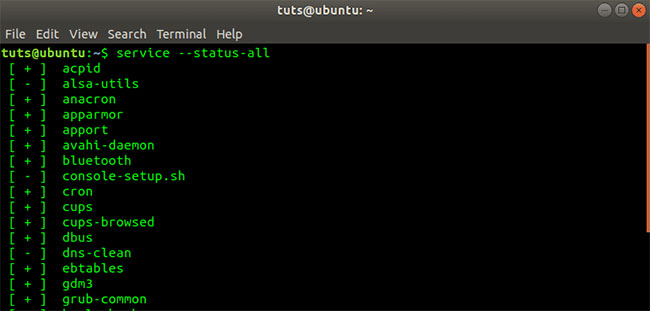 tuts@ubuntu: ~
File Edit View Search Terminal Help
tuts@ubuntu:~$ service --status-all
[ + ] acpid
[ - ] alsa-utils
[ + ] anacron
[ + ] apparmor
[ + ] apport
[ + ] avahi-daemon
[ + ] bluetooth
[ - ] console-setup.sh
[ + ] cron
[ + ] cups
[ + ] cups-browsed
[ + ] dbus
[ - ] dns-clean
[ + ] ebtables
[ + ] gdm3
[ + ] grub-common